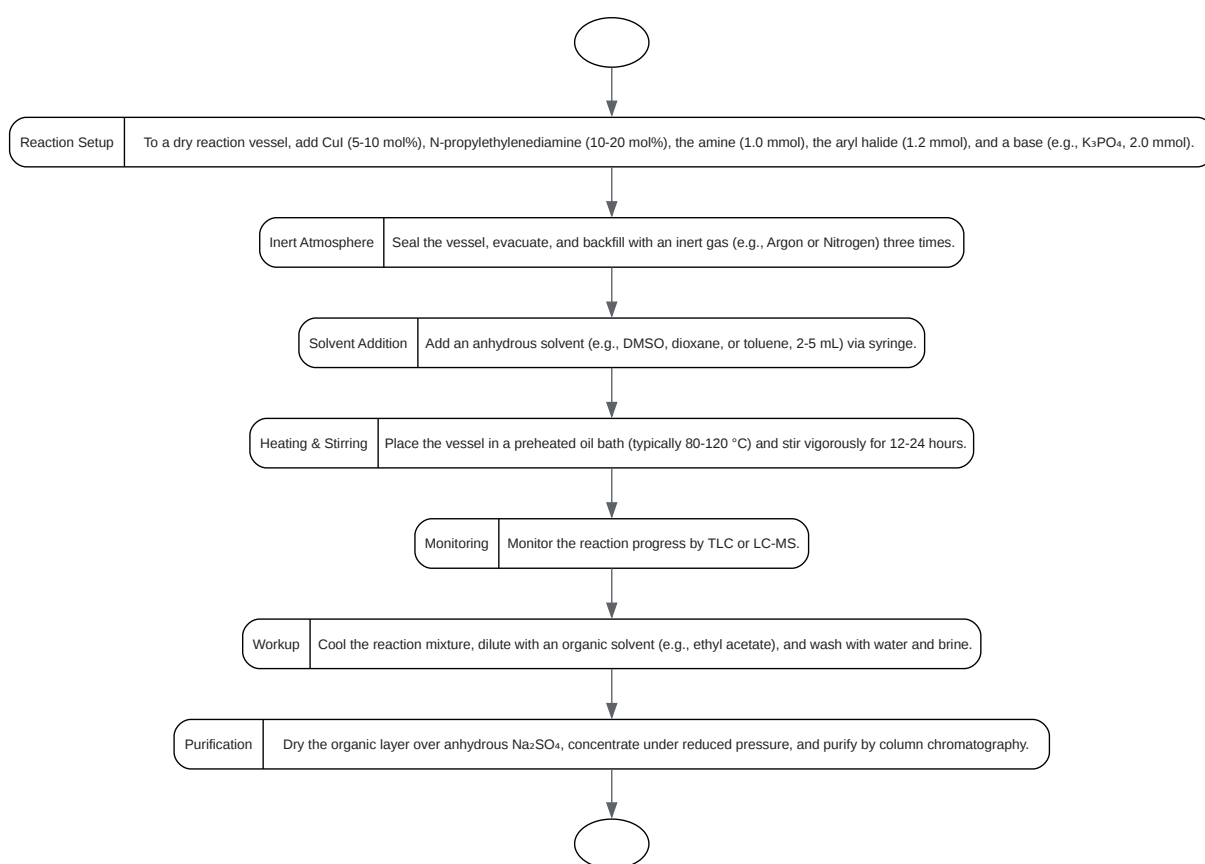 Reaction Setup To a dry reaction vessel, add CuI (5-10 mol%), N-propylethylenediamine (10-20 mol%), the amine (1.0 mmol), the aryl halide (1.2 mmol), and a base (e.g., K₃PO₄, 2.0 mmol).
Inert Atmosphere Seal the vessel, evacuate, and backfill with an inert gas (e.g., Argon or Nitrogen) three times.
Solvent Addition Add an anhydrous solvent (e.g., DMSO, dioxane, or toluene, 2-5 mL) via syringe.
Heating & Stirring Place the vessel in a preheated oil bath (typically 80-120 °C) and stir vigorously for 12-24 hours.
Monitoring Monitor the reaction progress by TLC or LC-MS.
Workup Cool the reaction mixture, dilute with an organic solvent (e.g., ethyl acetate), and wash with water and brine.
Purification Dry the organic layer over anhydrous Na₂SO₄, concentrate under reduced pressure, and purify by column chromatography.